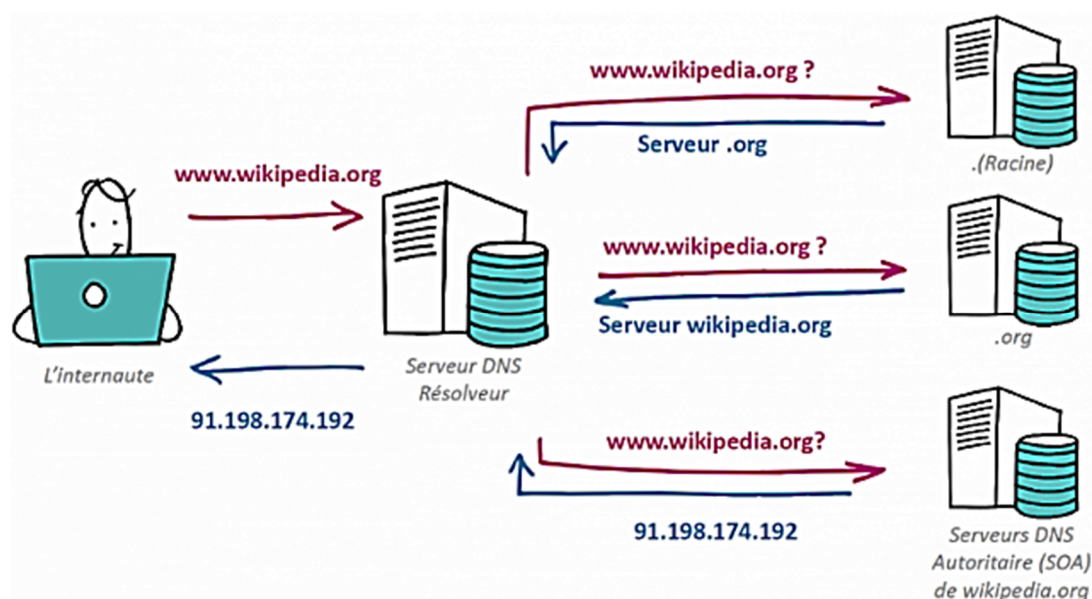 www.wikipedia.org ?
Serveur .org
.(Racine)
www.wikipedia.org
www.wikipedia.org ?
Serveur wikipedia.org
.org
L'internaute
Serveur DNS
Résolveur
91.198.174.192
www.wikipedia.org?
91.198.174.192
Serveurs DNS
Autoritaire (SOA)
de wikipedia.org